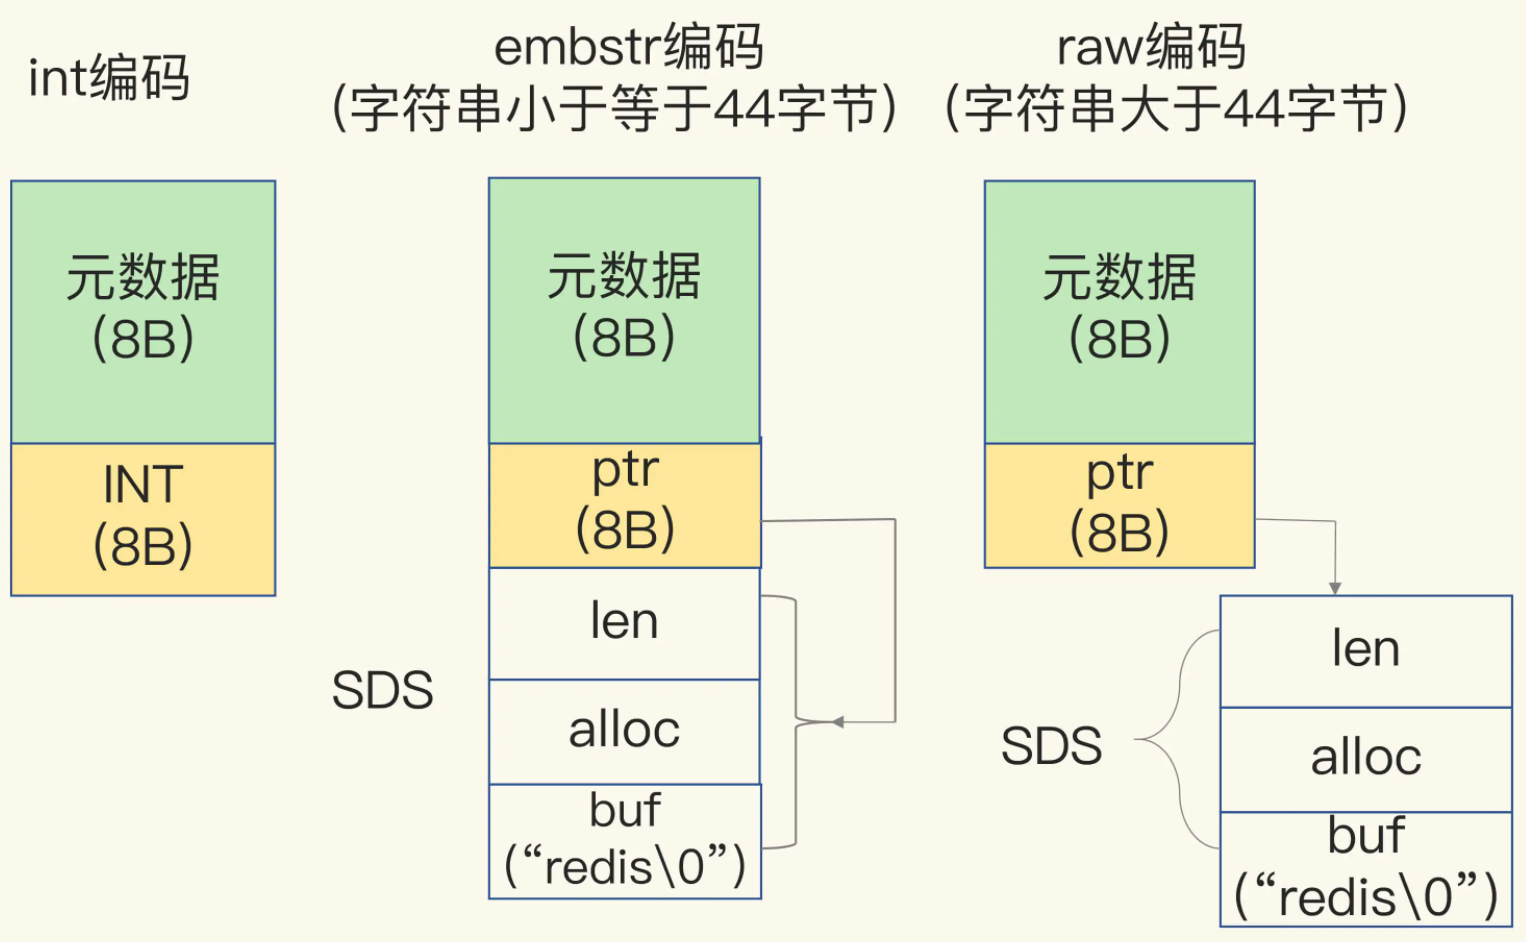 int编码
元数据
(8B)
INT
(8B)
embstr编码
(字符串小于等于44字节)
元数据
(8B)
ptr
(8B)
SDS
len
alloc
buf
(“redis\0”)
raw编码
(字符串大于44字节)
元数据
(8B)
ptr
(8B)
SDS
len
alloc
buf
(“redis\0”)